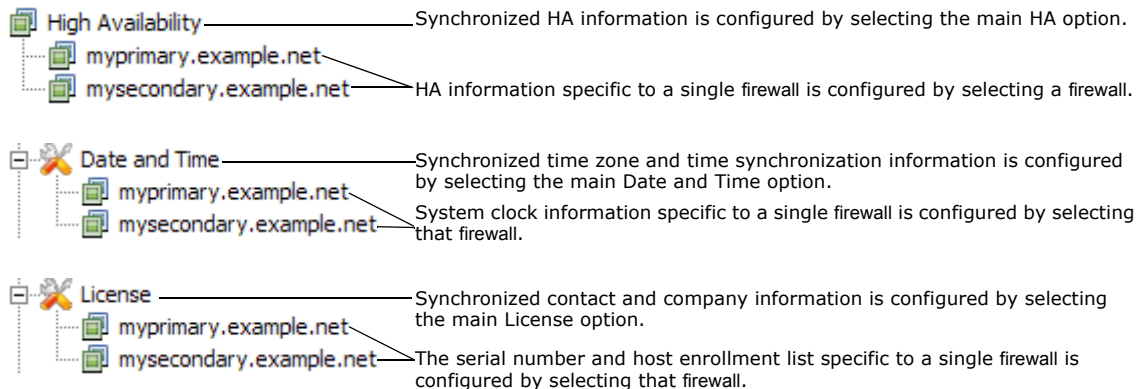 High Availability
Synchronized HA information is configured by selecting the main HA option.
myprimary.example.net
mysecondary.example.net
HA information specific to a single firewall is configured by selecting a firewall.
Date and Time
Synchronized time zone and time synchronization information is configured
by selecting the main Date and Time option.
myprimary.example.net
mysecondary.example.net
System clock information specific to a single firewall is configured by selecting
that firewall.
License
Synchronized contact and company information is configured by selecting
the main License option.
myprimary.example.net
mysecondary.example.net
The serial number and host enrollment list specific to a single firewall is
configured by selecting that firewall.